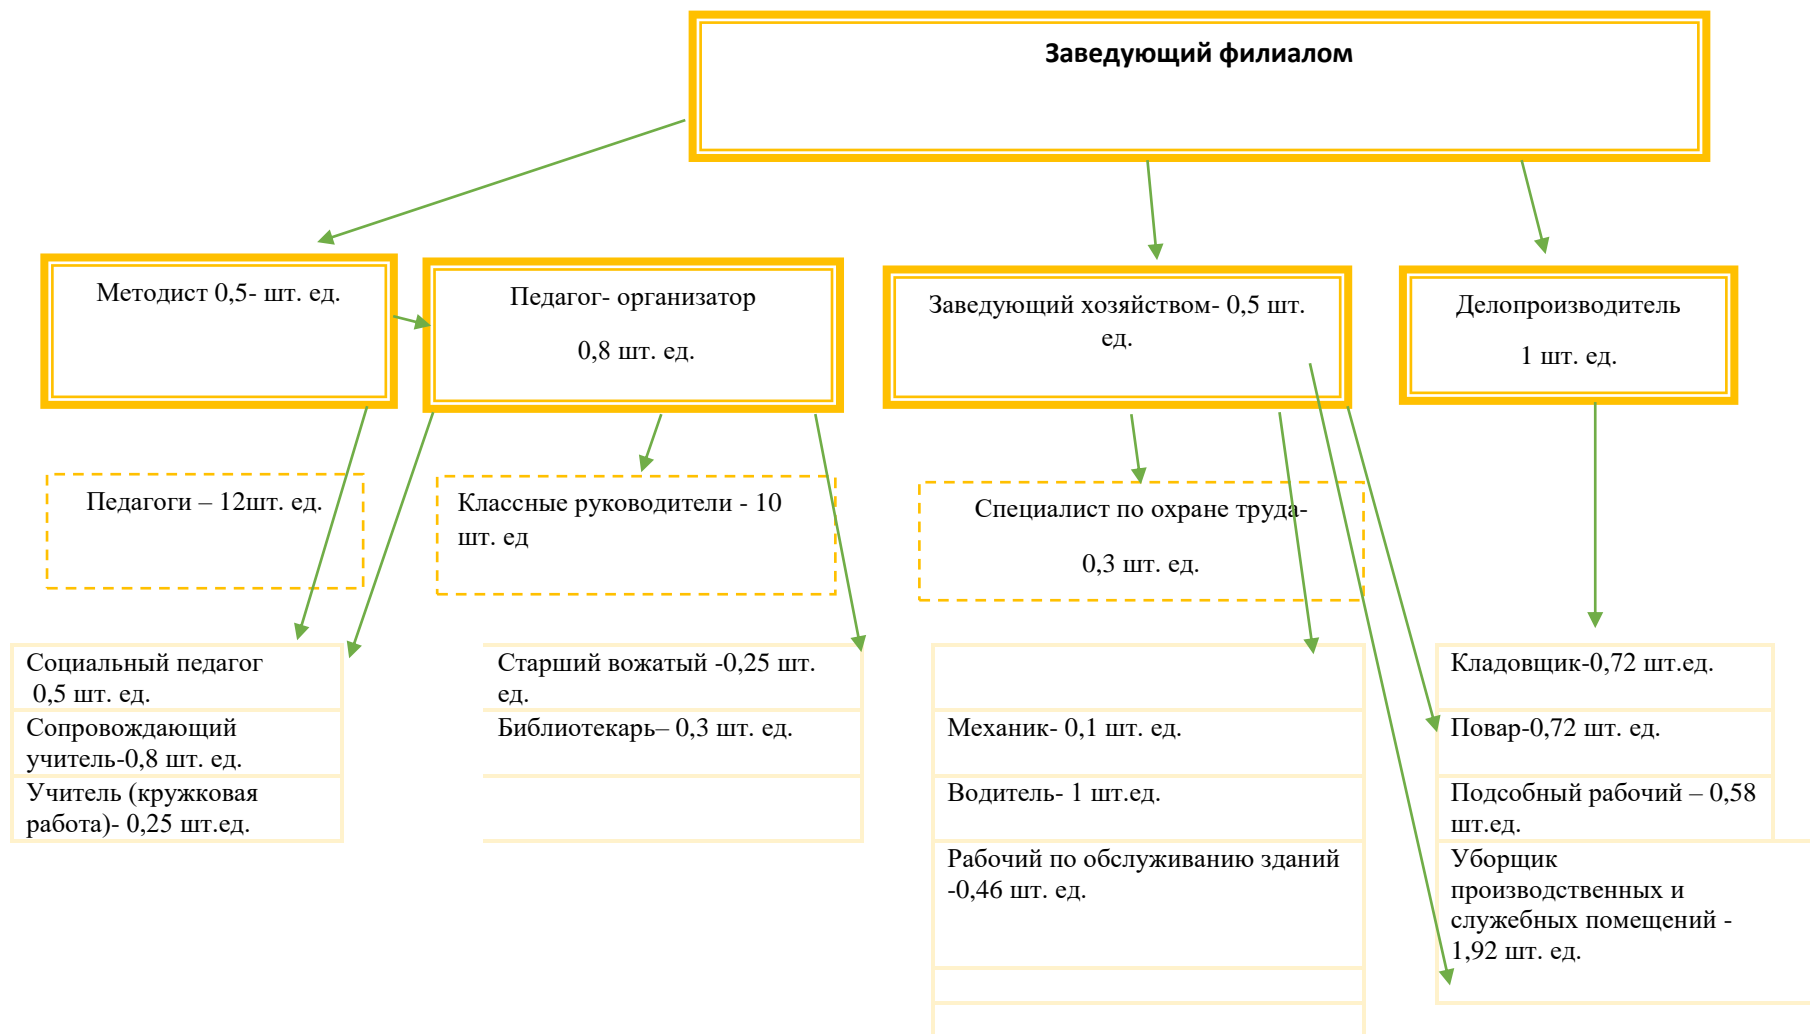 Заведующий филиалом
Методист 0,5- шт. ед.
Педагог- организатор
0,8 шт. ед.
Заведующий хозяйством- 0,5 шт.
ед.
Делопроизводитель
1 шт. ед.
Педагоги – 12шт. ед.
Классные руководители - 10
шт. ед
Специалист по охране труда-
0,3 шт. ед.
Социальный педагог
0,5 шт. ед.
Сопровождающий
учитель-0,8 шт. ед.
Учитель (кружковая
работа)- 0,25 шт.ед.
Старший вожатый -0,25 шт.
ед.
Библиотекарь– 0,3 шт. ед.
Механик- 0,1 шт. ед.
Водитель- 1 шт.ед.
Рабочий по обслуживанию зданий
-0,46 шт. ед.
Кладовщик-0,72 шт.ед.
Повар-0,72 шт. ед.
Подсобный рабочий – 0,58
шт.ед.
Уборщик
производственных и
служебных помещений -
1,92 шт. ед.